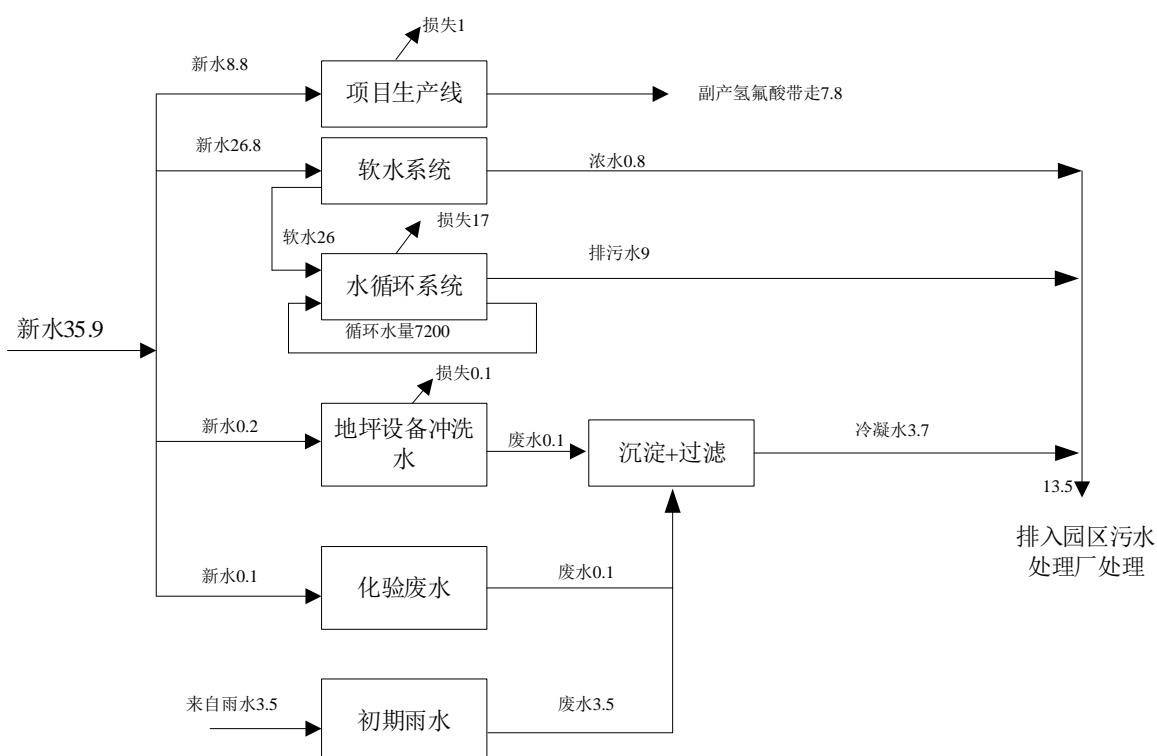 损失1
新水8.8
项目生产线
副产氢氟酸带走7.8
新水26.8
软水系统
浓水0.8
软水26
损失17
水循环系统
排污水9
循环水量7200
新水35.9
损失0.1
新水0.2
地坪设备冲洗
水
废水0.1
沉淀+过滤
冷凝水3.7
13.5
排入园区污水
处理厂处理
新水0.1
化验废水
废水0.1
来自雨水3.5
初期雨水
废水3.5